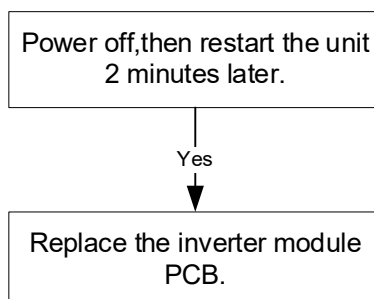 Power off,then restart the unit
2 minutes later.
Yes
Replace the inverter module
PCB.